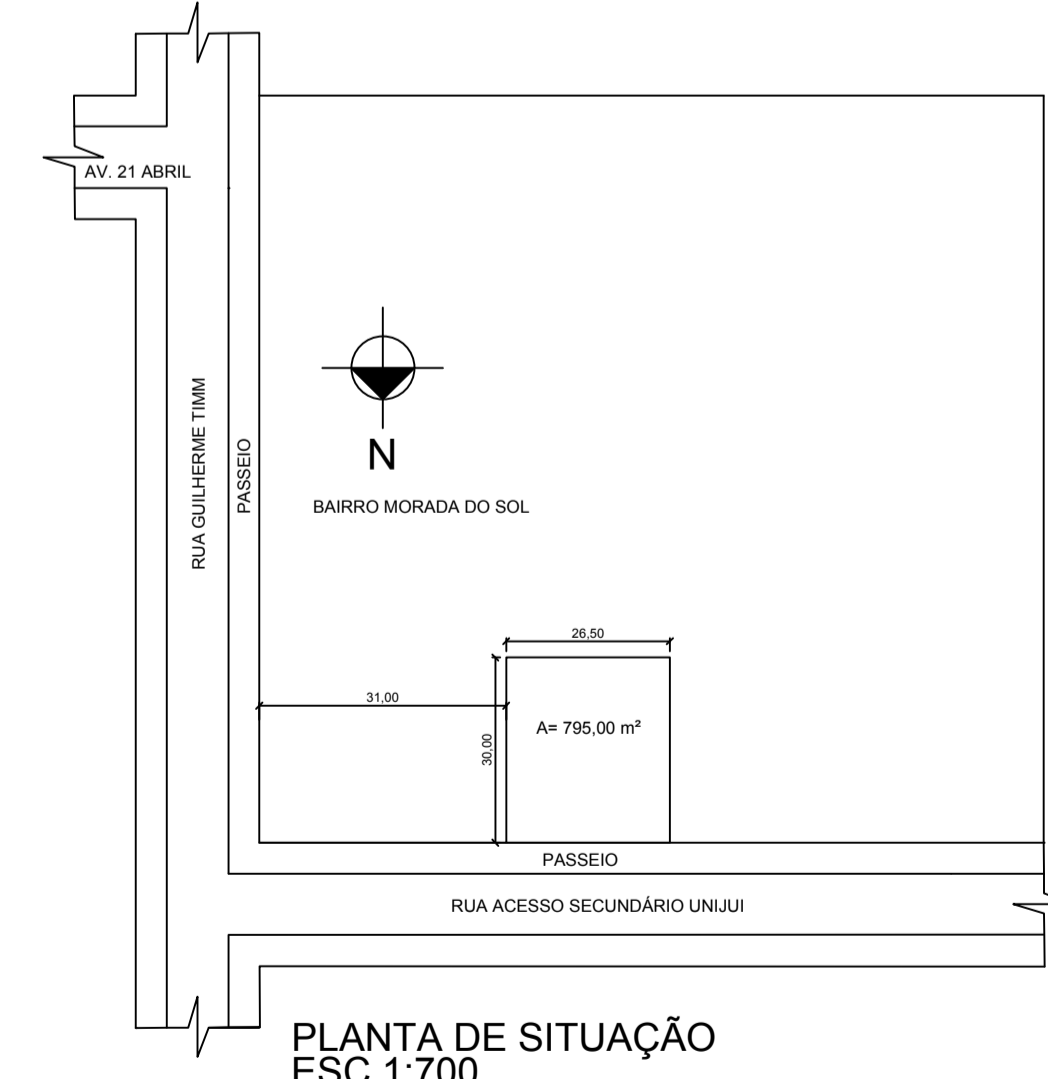 AV. 21 ABRIL
RUA GUILHERME TIMM
PASSEIO
N
BAIRRO MORADA DO SOL
26,50
31,00
30,00
A= 795,00 m²
PASSEIO
RUA ACESSO SECUNDÁRIO UNIJUI
PLANTA DE SITUAÇÃO
ESC 1:700